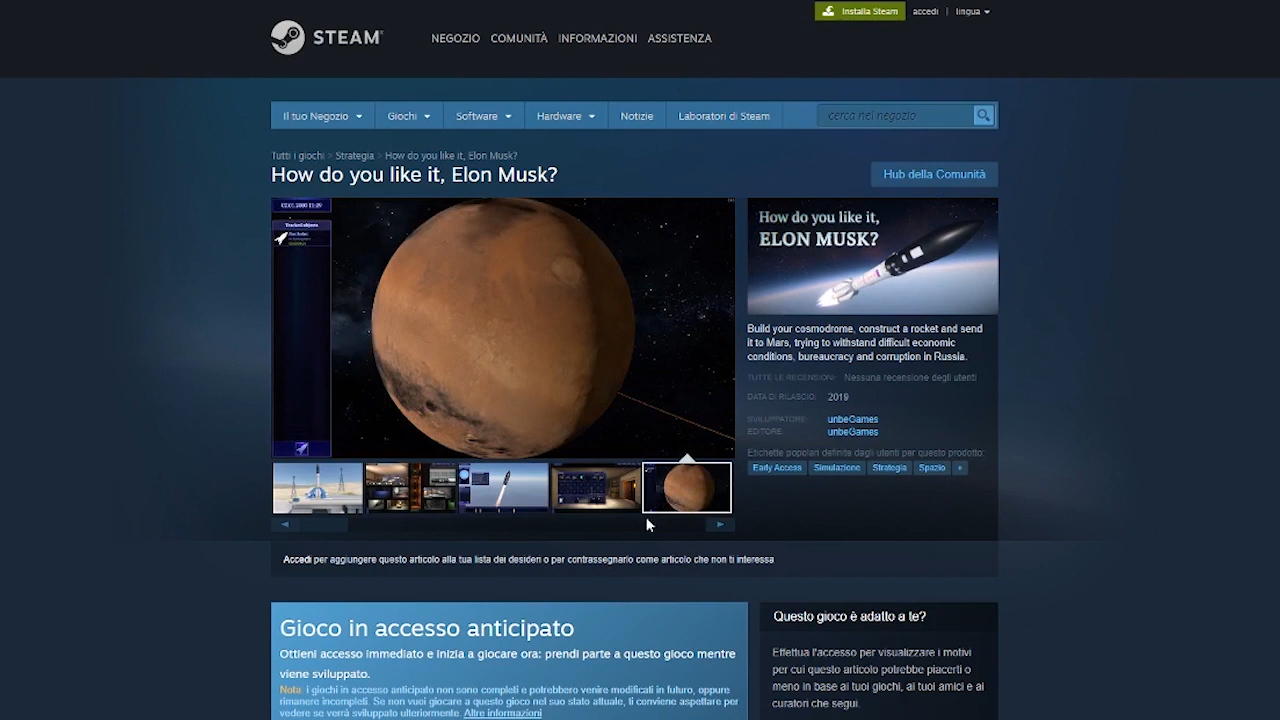 Installa Steam accedi | lingua
STEAM
NEGOZIO COMUNITÀ INFORMAZIONI ASSISTENZA
Il tuo Negozio Giochi Software Hardware Notizie Laboratori di Steam cerca nel negozio
Tutti i giochi > Strategia > How do you like it, Elon Musk?
How do you like it, Elon Musk?
Hub della Comunità
Tracked objects
How do you like it,
ELON MUSK?
Build your cosmodrome, construct a rocket and send
it to Mars, trying to withstand difficult economic
conditions, bureaucracy and corruption in Russia.
TUTTE LE RECENSIONI: Nessuna recensione degli utenti
DATA DI RILASCIO: 2019
SVILUPPATORE: unbeGames
EDITORE: unbeGames
Etichette popolari definite dagli utenti per questo prodotto:
Early Access Simulazione Strategia Spazio +
Accedi per aggiungere questo articolo alla tua lista dei desideri o per contrassegnarlo come articolo che non ti interessa
Gioco in accesso anticipato
Ottieni accesso immediato e inizia a giocare ora: prendi parte a questo gioco mentre
viene sviluppato.
Nota: i giochi in accesso anticipato non sono completi e potrebbero venire modificati in futuro, oppure
rimanere incompleti. Se non vuoi giocare a questo gioco nel suo stato attuale, ti conviene aspettare per
vedere se verrà sviluppato ulteriormente. Altre informazioni
Questo gioco è adatto a te?
Effettua l'accesso per visualizzare i motivi
per cui questo articolo potrebbe piacerti o
meno in base ai tuoi giochi, ai tuoi amici e ai
curatori che segui.